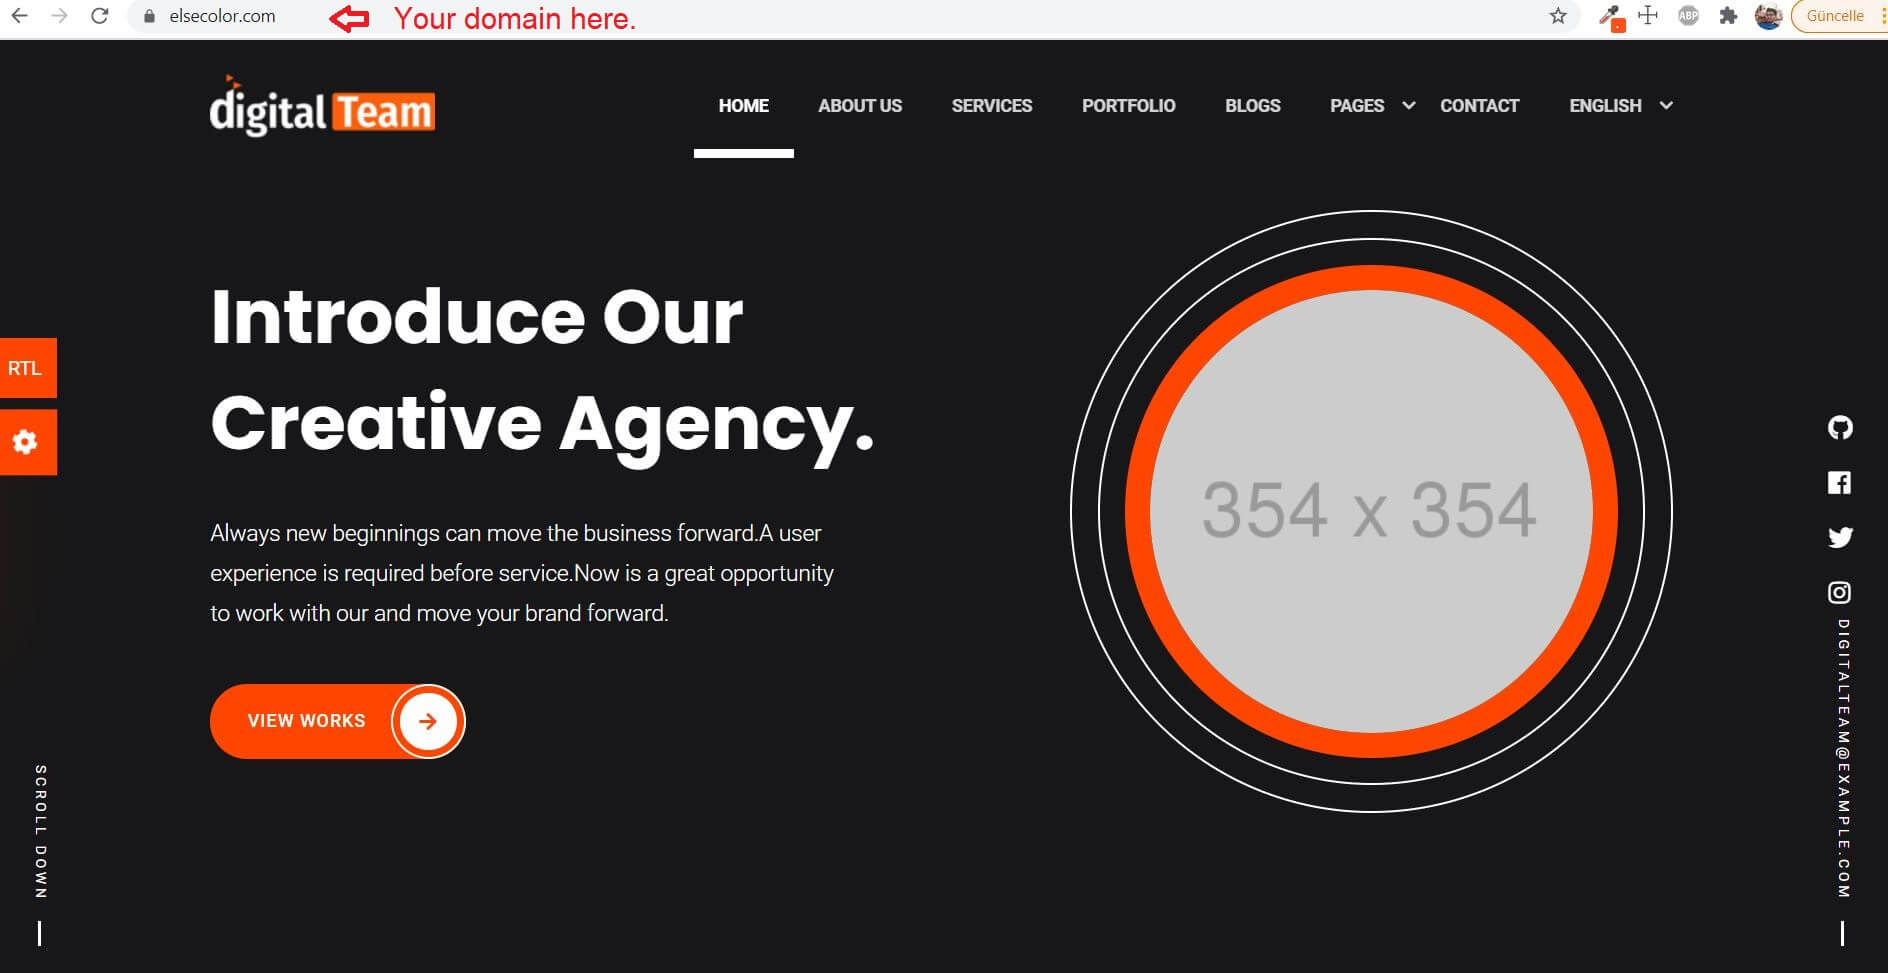 elsecolor.com
Your domain here.
ABP
Güncelle
digital Team
HOME
ABOUT US
SERVICES
PORTFOLIO
BLOGS
PAGES
CONTACT
ENGLISH
Introduce Our
Creative Agency.
RTL
354 x 354
Always new beginnings can move the business forward.A user
experience is required before service.Now is a great opportunity
to work with our and move your brand forward.
VIEW WORKS
SCROLL DOWN
DIGITALTEAM@EXAMPLE.COM